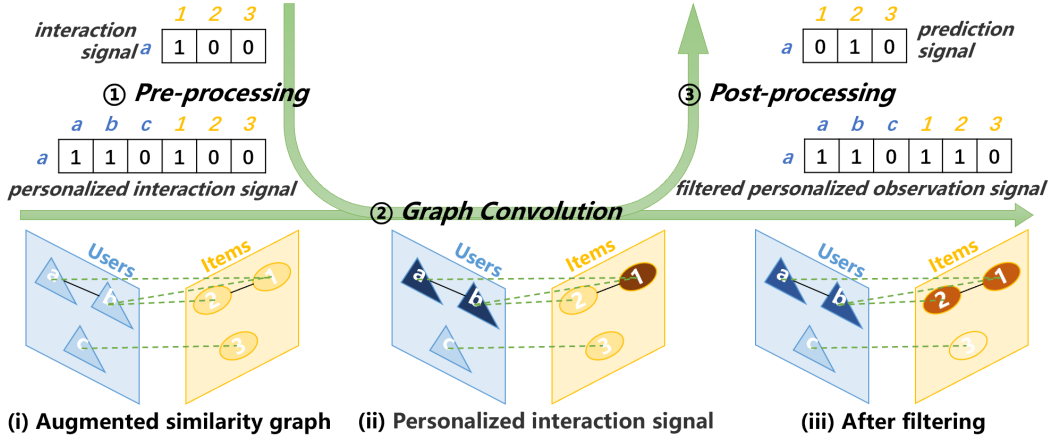 1 2 3
interaction signal
a 1 0 0
① Pre-processing
a b c 1 2 3
a 1 1 0 1 0 0
personalized interaction signal
② Graph Convolution
1 2 3
a 0 1 0
prediction signal
③ Post-processing
a b c 1 2 3
a 1 1 0 1 1 0
filtered personalized observation signal
Users
Items
a
b
c
1
2
3
(i) Augmented similarity graph
Users
Items
a
b
c
1
2
3
(ii) Personalized interaction signal
Users
Items
a
b
c
1
2
3
(iii) After filtering